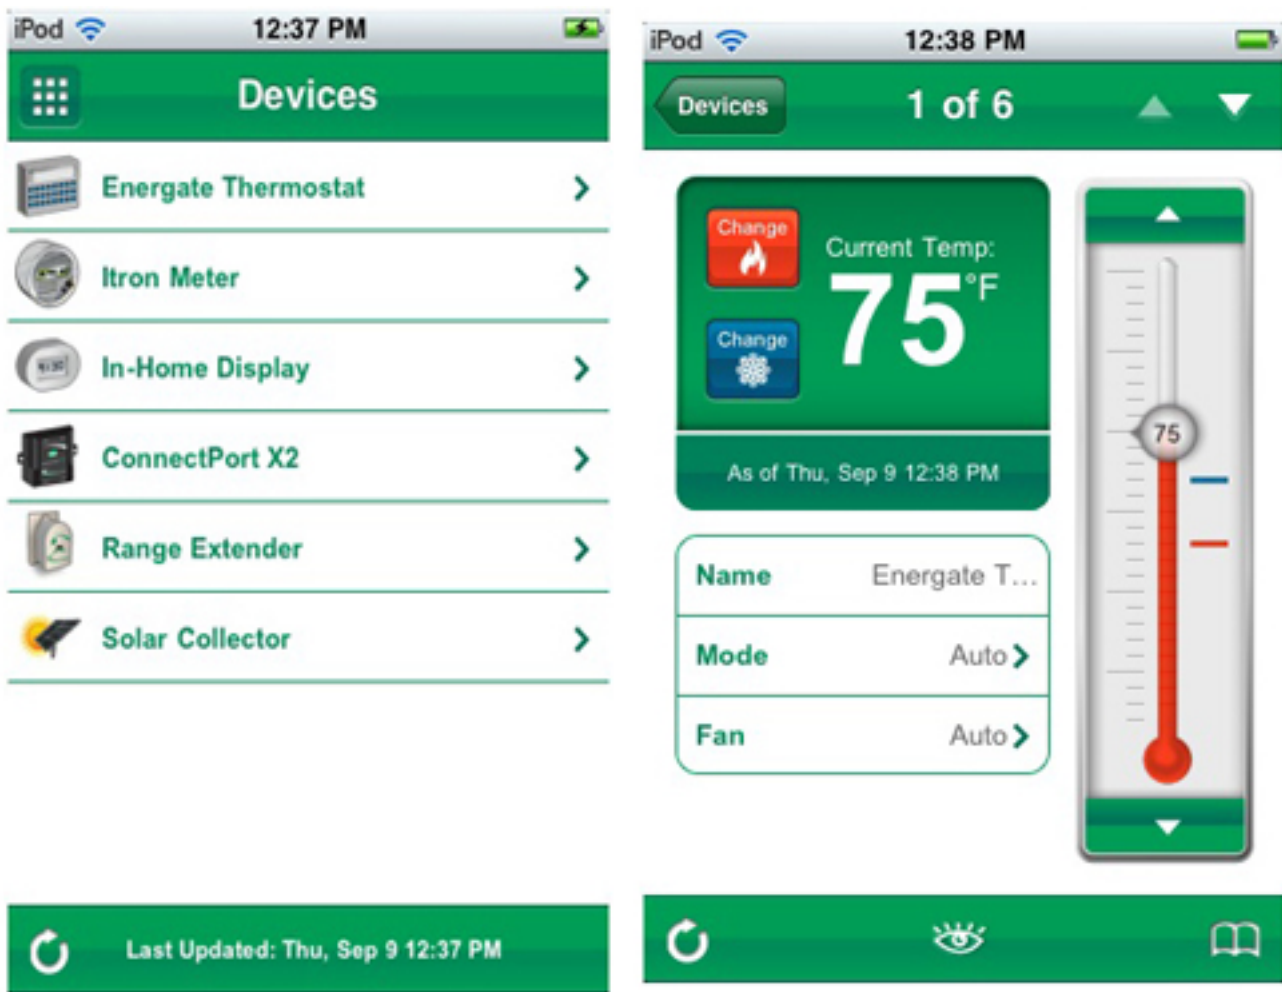 iPod 12:37 PM
Devices
Energate Thermostat
Itron Meter
In-Home Display
ConnectPort X2
Range Extender
Solar Collector
Last Updated: Thu, Sep 9 12:37 PM
iPod 12:38 PM
Devices 1 of 6
Change
Current Temp:
75°F
Change
As of Thu, Sep 9 12:38 PM
Name Energate T...
Mode Auto
Fan Auto
75